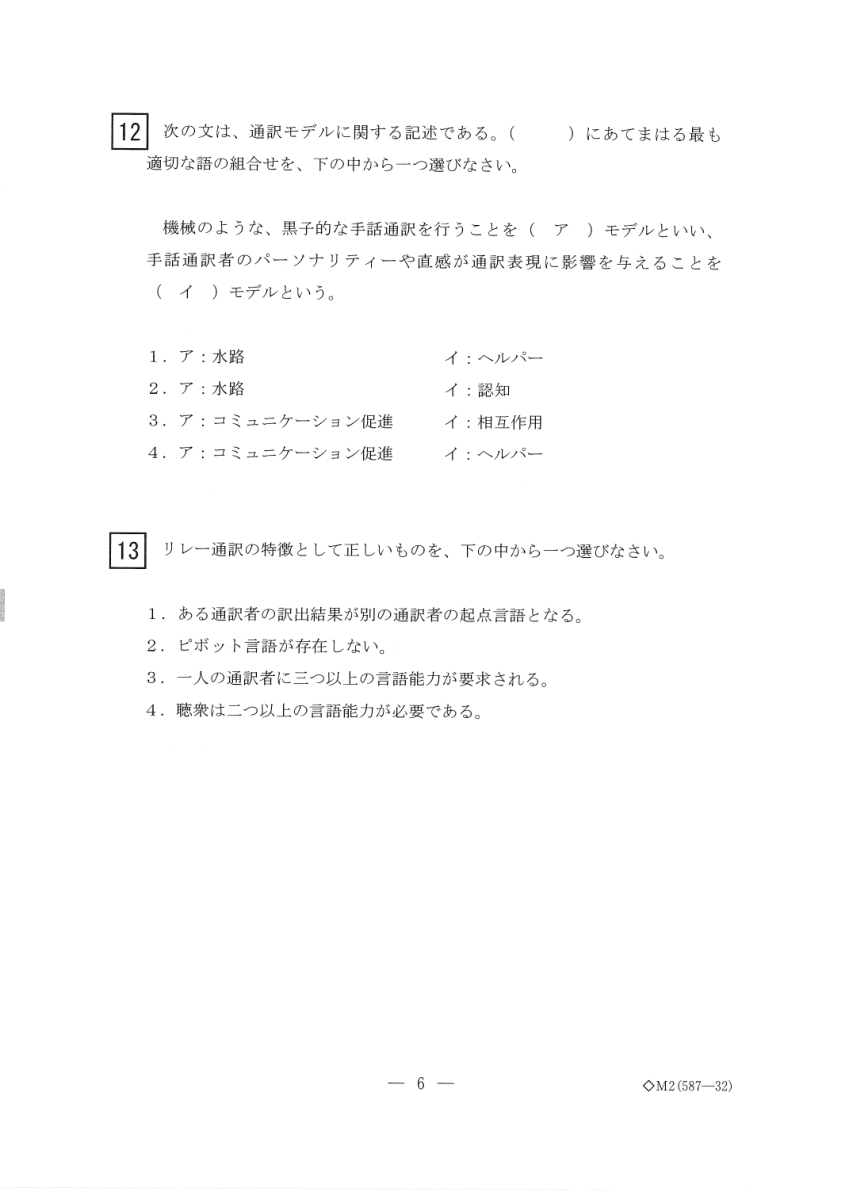 12 次の文は、通訳モデルに関する記述である。(　　　)にあてはまる最も
適切な語の組合せを、下の中から一つ選びなさい。
機械のような、黒子的な手話通訳を行うことを(　ア　)モデルといい、
手話通訳者のパーソナリティーや直感が通訳表現に影響を与えることを
(　イ　)モデルという。
1．ア：水路　イ：ヘルパー
2．ア：水路　イ：認知
3．ア：コミュニケーション促進　イ：相互作用
4．ア：コミュニケーション促進　イ：ヘルパー
13 リレー通訳の特徴として正しいものを、下の中から一つ選びなさい。
1．ある通訳者の訳出結果が別の通訳者の起点言語となる。
2．ピボット言語が存在しない。
3．一人の通訳者に三つ以上の言語能力が要求される。
4．聴衆は二つ以上の言語能力が必要である。
― 6 ―
◇M2(587―32)